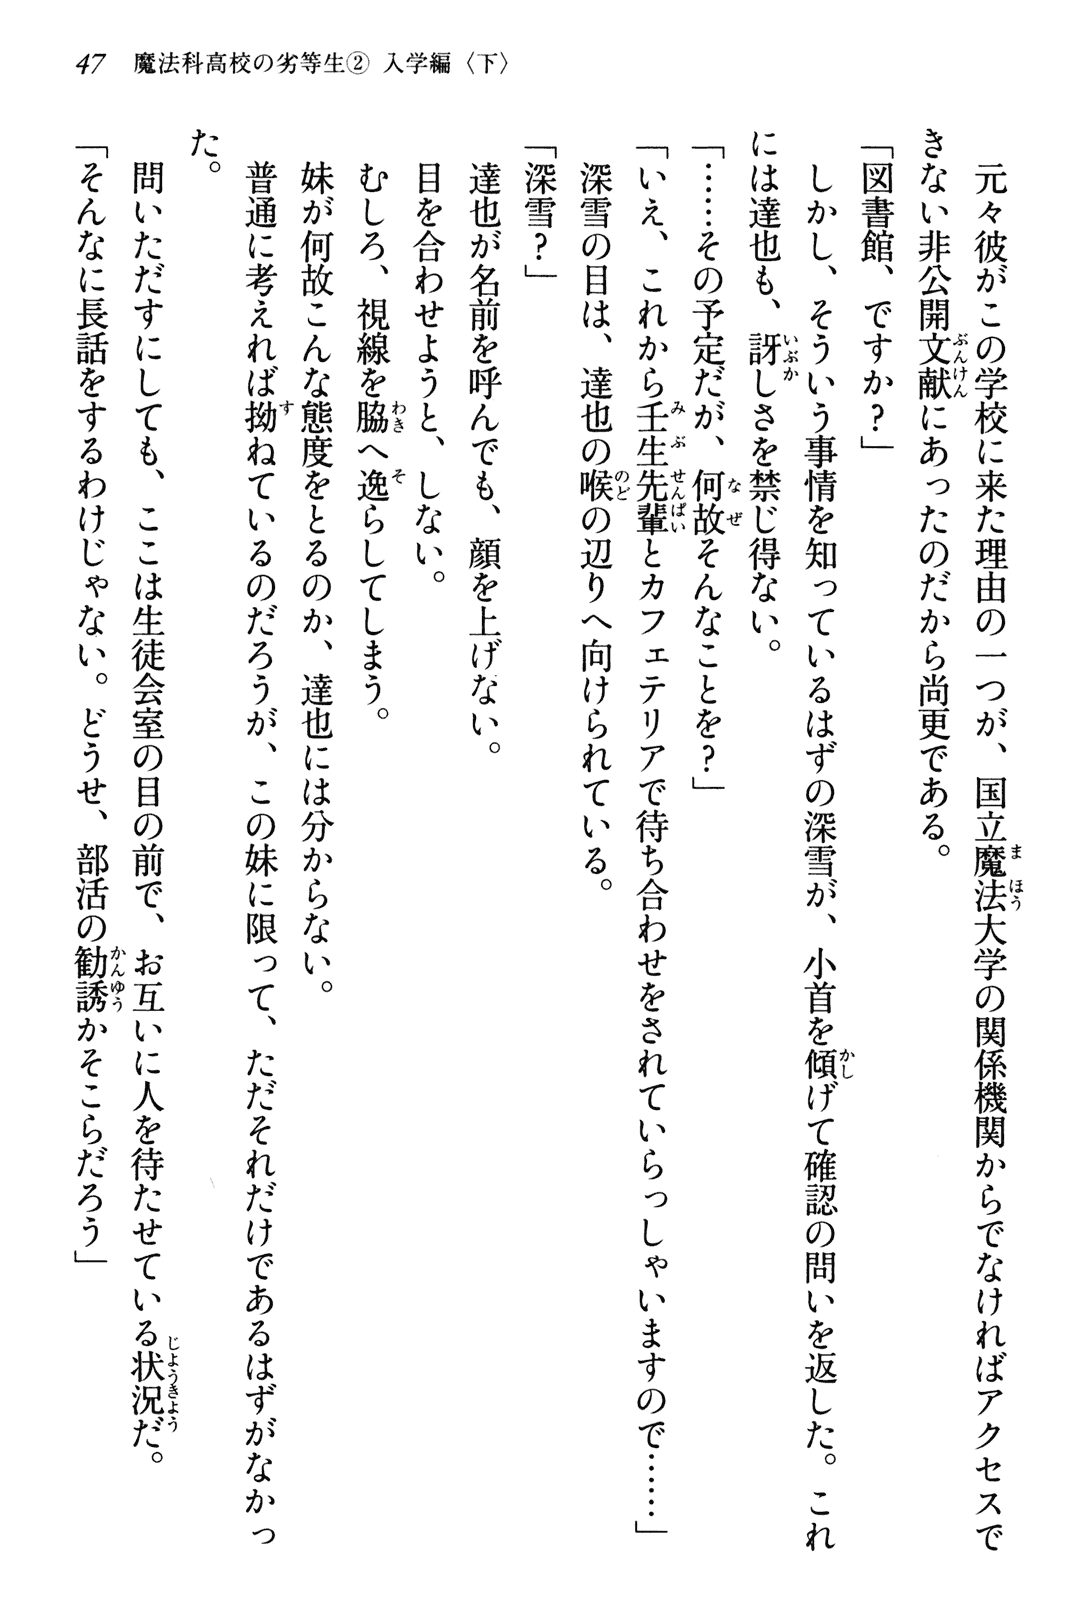 47　魔法科高校の劣等生② 入学編〈下〉
　元々彼がこの学校に来た理由の一つが、国立魔法大学の関係機関からでなければアクセスで
きない非公開文献にあったのだから尚更である。
「図書館、ですか？」
　しかし、そういう事情を知っているはずの深雪が、小首を傾げて確認の問いを返した。これ
には達也も、訝しさを禁じ得ない。
「……その予定だが、何故そんなことを？」
「いえ、これから壬生先輩とカフェテリアで待ち合わせをされていらっしゃいますので……」
　深雪の目は、達也の喉の辺りへ向けられている。
「深雪？」
　達也が名前を呼んでも、顔を上げない。
　目を合わせようと、しない。
　むしろ、視線を脇へ逸らしてしまう。
　妹が何故こんな態度をとるのか、達也には分からない。
　普通に考えれば拗ねているのだろうが、この妹に限って、ただそれだけであるはずがなかっ
た。
　問いただすにしても、ここは生徒会室の目の前で、お互いに人を待たせている状況だ。
「そんなに長話をするわけじゃない。どうせ、部活の勧誘かそこらだろう」